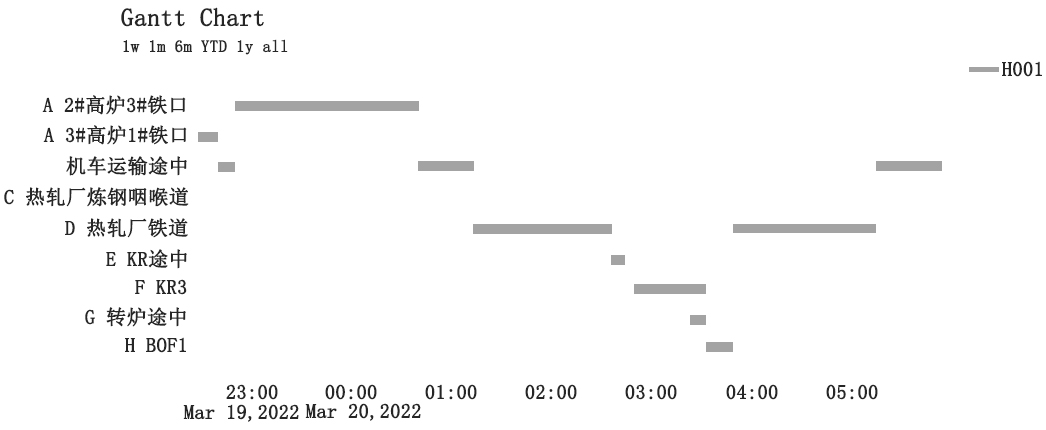 Gantt Chart
1w 1m 6m YTD 1y all
H001
A 2#高炉3#铁口
A 3#高炉1#铁口
机车运输途中
C 热轧厂炼钢咽喉道
D 热轧厂铁道
E KR途中
F KR3
G 转炉途中
H BOF1
23:00 00:00 01:00 02:00 03:00 04:00 05:00
Mar 19,2022 Mar 20,2022